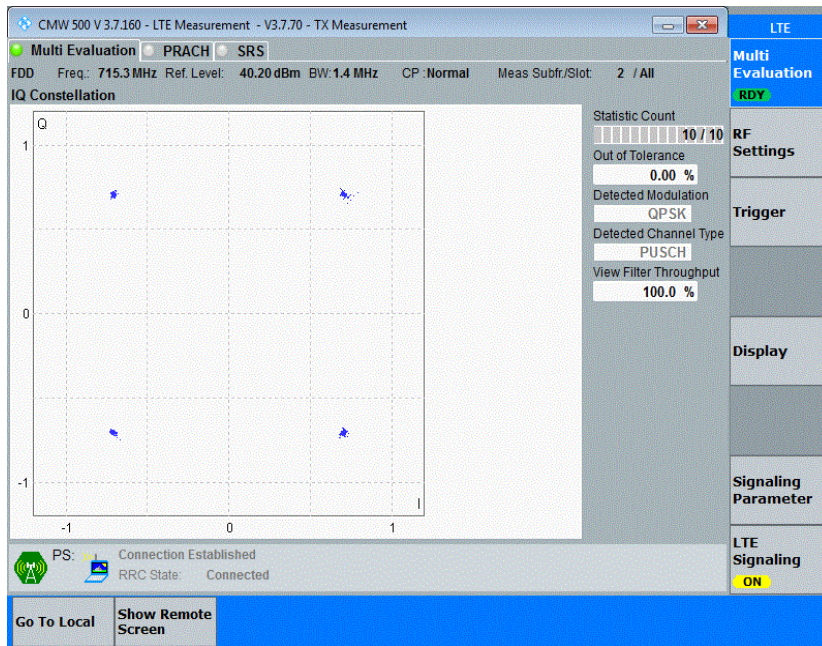 CMW 500 V 3.7.160 - LTE Measurement - V3.7.70 - TX Measurement
LTE
Multi Evaluation PRACH SRS
FDD Freq.: 715.3 MHz Ref. Level: 40.20 dBm BW: 1.4 MHz CP : Normal Meas Subfr./Slot: 2 / All
IQ Constellation
Q
1
0
-1
-1 0 1
I
Statistic Count
10 / 10
Out of Tolerance
0.00 %
Detected Modulation
QPSK
Detected Channel Type
PUSCH
View Filter Throughput
100.0 %
Multi
Evaluation
RDY
RF
Settings
Trigger
Display
Signaling
Parameter
LTE
Signaling
ON
PS: Connection Established
RRC State: Connected
Go To Local
Show Remote
Screen